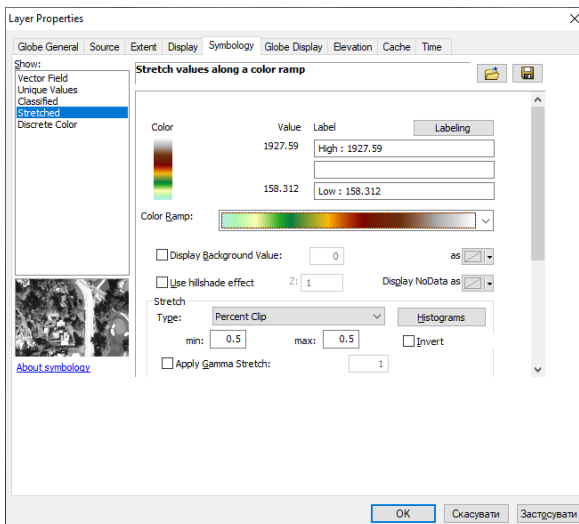 Layer Properties
Globe General Source Extent Display Symbology Globe Display Elevation Cache Time
Show:
Vector Field
Unique Values
Classified
Stretched
Discrete Color
About symbology
Stretch values along a color ramp
Color Value Label Labeling
1927.59 High : 1927.59
158.312 Low : 158.312
Color Ramp:
Display Background Value: 0 as
Use hillshade effect Z: 1 Display NoData as
Stretch
Type: Percent Clip Histograms
min: 0.5 max: 0.5 Invert
Apply Gamma Stretch: 1
OK Скасувати Застосувати